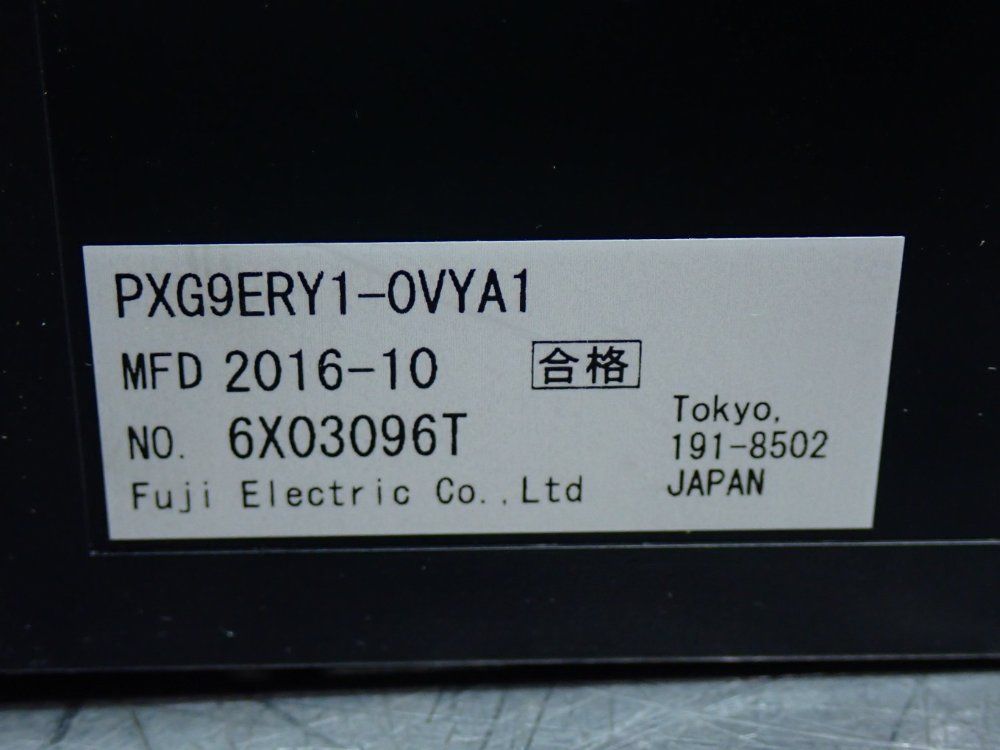 PXG9ERY1-0VYA1
MFD 2016-10 合格
NO. 6X03096T
Tokyo,
191-8502
Fuji Electric Co.,Ltd JAPAN